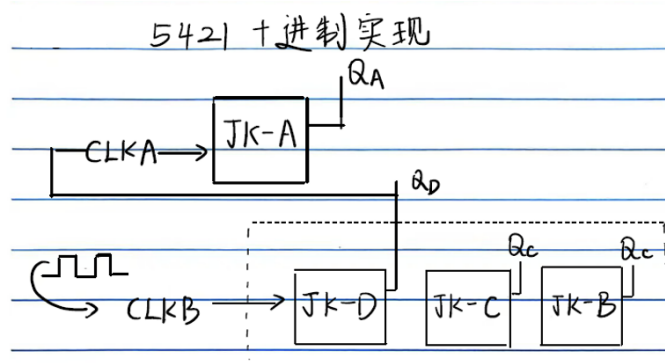 5421 十进制实现
QA
JK-A
CLKA
QD
Qc
Qc
CLKB
JK-D
JK-C
JK-B